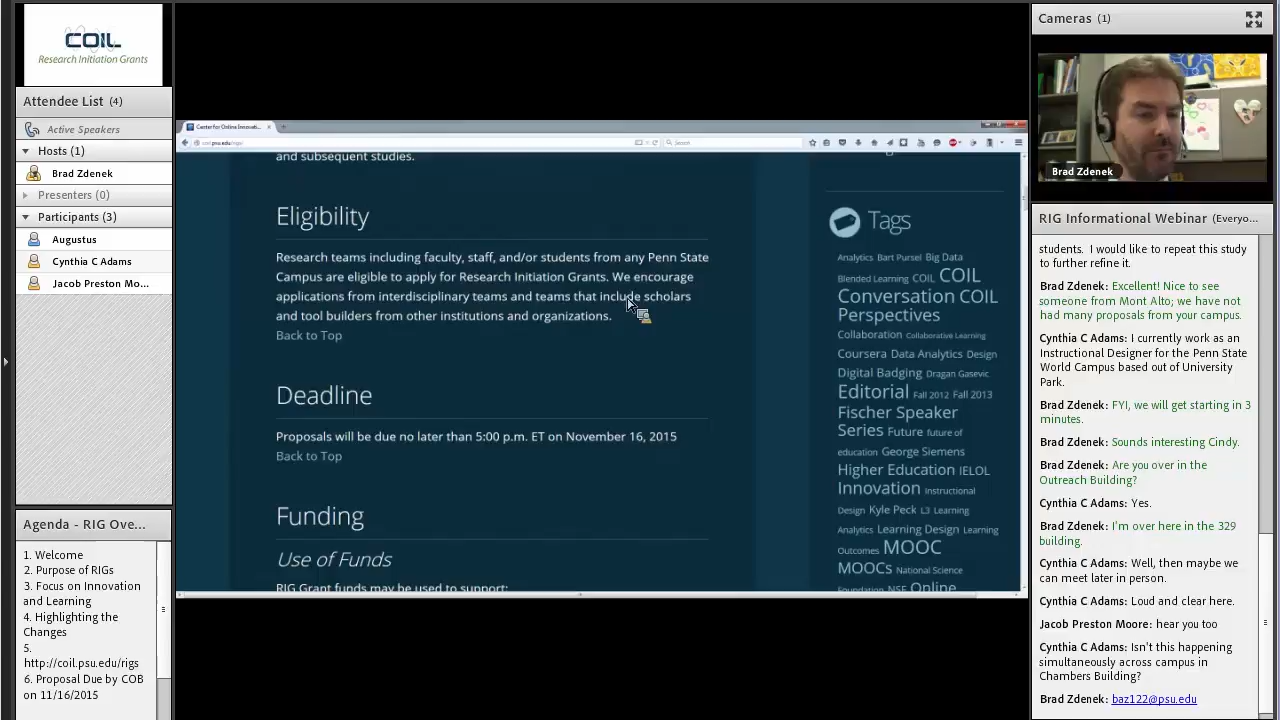 COIL
Research Initiation Grants
Attendee List (4)
Active Speakers
Hosts (1)
Brad Zdenek
Presenters (0)
Participants (3)
Augustus
Cynthia C Adams
Jacob Preston Mo...
Agenda - RIG Ove...
1. Welcome
2. Purpose of RIGs
3. Focus on Innovation
and Learning
4. Highlighting the
Changes
5.
http://coil.psu.edu/rigs
6. Proposal Due by COB
on 11/16/2015
Center for Online Innovati...
coil.psu.edu/rigs/
Search
and subsequent studies.
Eligibility
Research teams including faculty, staff, and/or students from any Penn State
Campus are eligible to apply for Research Initiation Grants. We encourage
applications from interdisciplinary teams and teams that include scholars
and tool builders from other institutions and organizations.
Back to Top
Deadline
Proposals will be due no later than 5:00 p.m. ET on November 16, 2015
Back to Top
Funding
Use of Funds
RIG Grant funds may be used to support:
Tags
Analytics Bart Pursel Big Data
Blended Learning COIL COIL
Conversation COIL
Perspectives
Collaboration Collaborative Learning
Coursera Data Analytics Design
Digital Badging Dragan Gasevic
Editorial Fall 2012 Fall 2013
Fischer Speaker
Series Future future of
education George Siemens
Higher Education IELOL
Innovation Instructional
Design Kyle Peck L3 Learning
Analytics Learning Design Learning
Outcomes MOOC
MOOCs National Science
Foundation NSF Online
Cameras (1)
Brad Zdenek
RIG Informational Webinar (Everyo...
students. I would like to repeat this study
to further refine it.
Brad Zdenek: Excellent! Nice to see
someone from Mont Alto; we have not
had many proposals from your campus.
Cynthia C Adams: I currently work as an
Instructional Designer for the Penn State
World Campus based out of University
Park.
Brad Zdenek: FYI, we will get starting in 3
minutes.
Brad Zdenek: Sounds interesting Cindy.
Brad Zdenek: Are you over in the
Outreach Building?
Cynthia C Adams: Yes.
Brad Zdenek: I'm over here in the 329
building.
Cynthia C Adams: Well, then maybe we
can meet later in person.
Cynthia C Adams: Loud and clear here.
Jacob Preston Moore: hear you too
Cynthia C Adams: Isn't this happening
simultaneously across campus in
Chambers Building?
Brad Zdenek: baz122@psu.edu